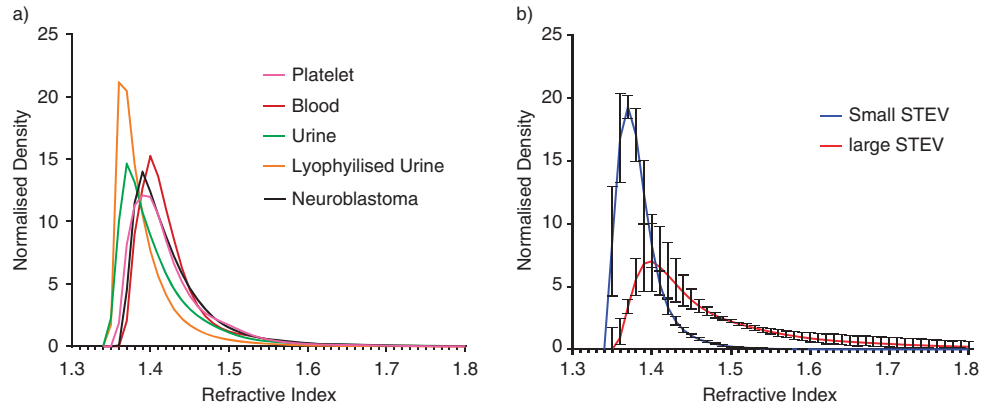 a)
25
20
15
10
5
0
1.3
1.4
1.5
1.6
1.7
1.8
Normalised Density
Refractive Index
Platelet
Blood
Urine
Lyophyilised Urine
Neuroblastoma
b)
25
20
15
10
5
0
1.3
1.4
1.5
1.6
1.7
1.8
Normalised Density
Refractive Index
Small STEV
large STEV